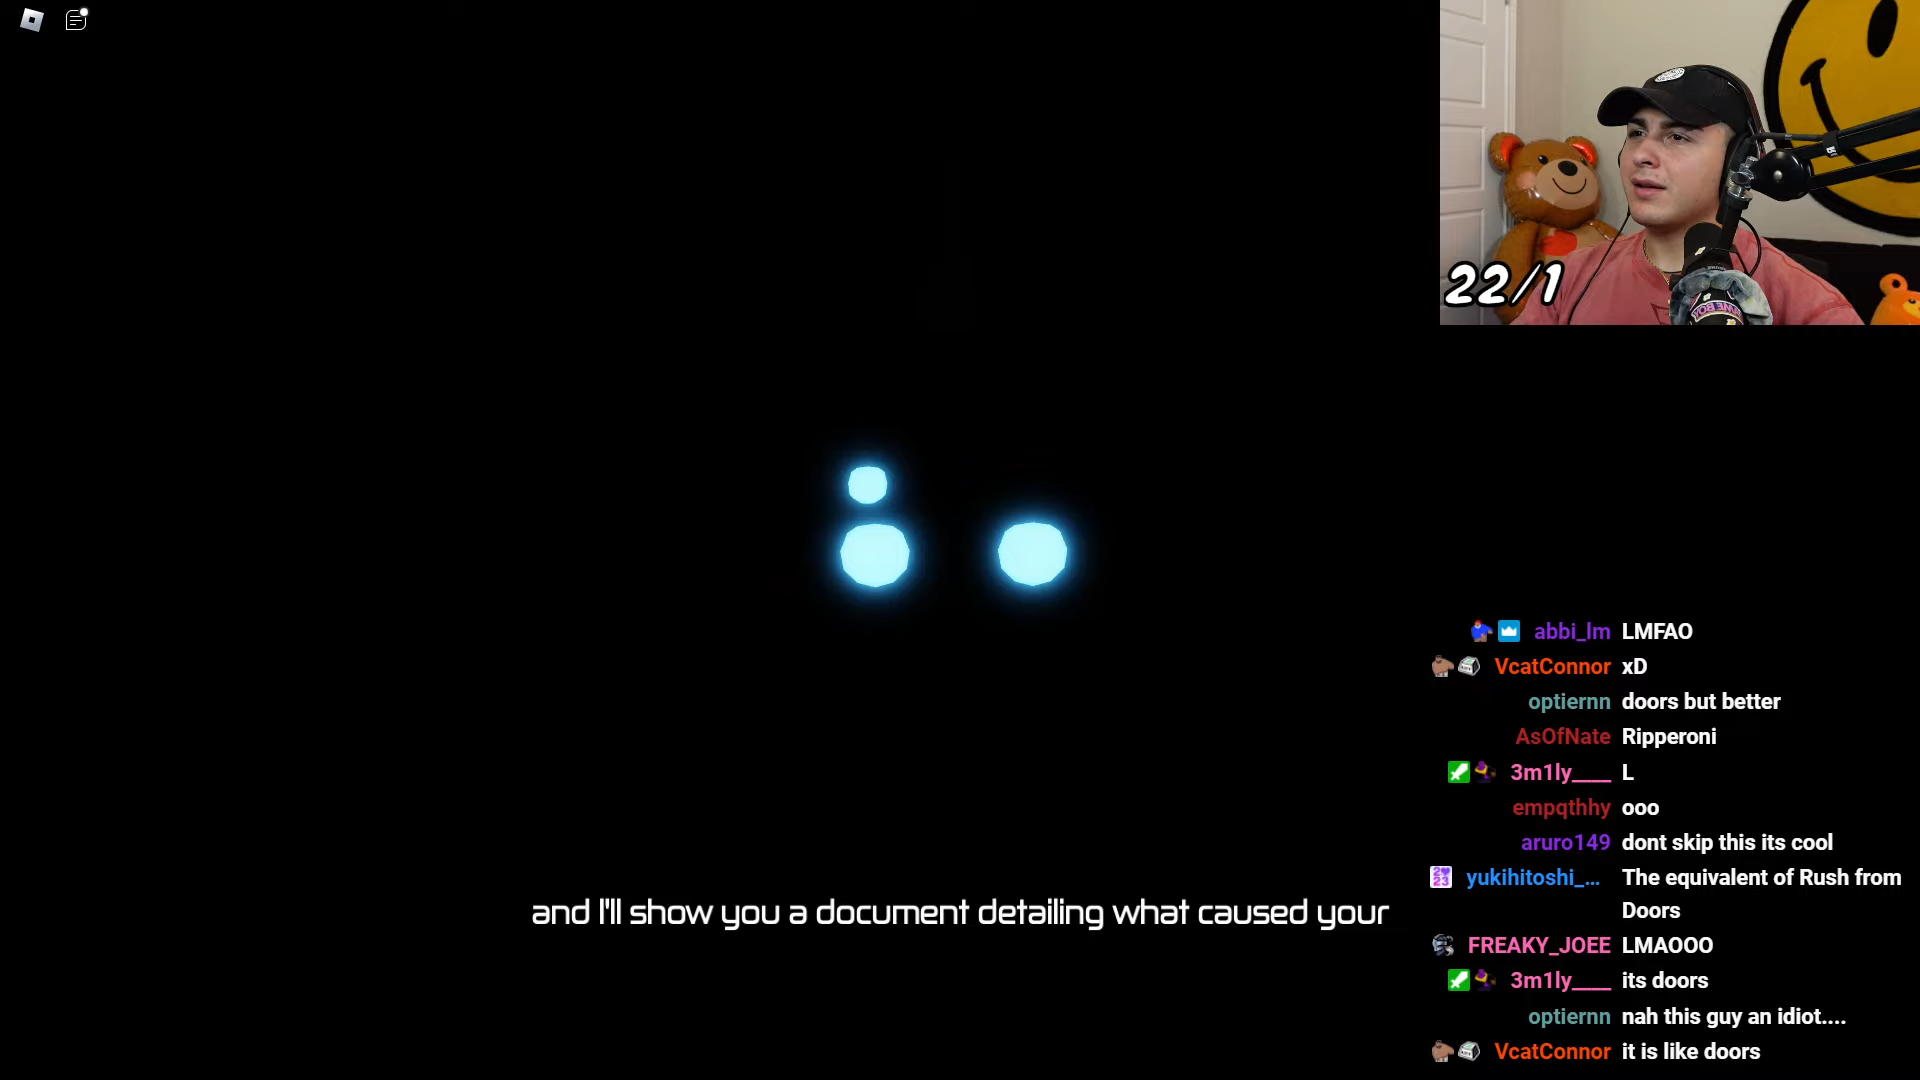 22/1
abbi_lm LMFAO
VcatConnor xD
optiernn doors but better
AsOfNate Ripperoni
3m1ly____ L
empqthhy ooo
aruro149 dont skip this its cool
yukihitoshi_... The equivalent of Rush from
Doors
FREAKY_JOEE LMAOOO
3m1ly____ its doors
optiernn nah this guy an idiot....
VcatConnor it is like doors
and I'll show you a document detailing what caused your